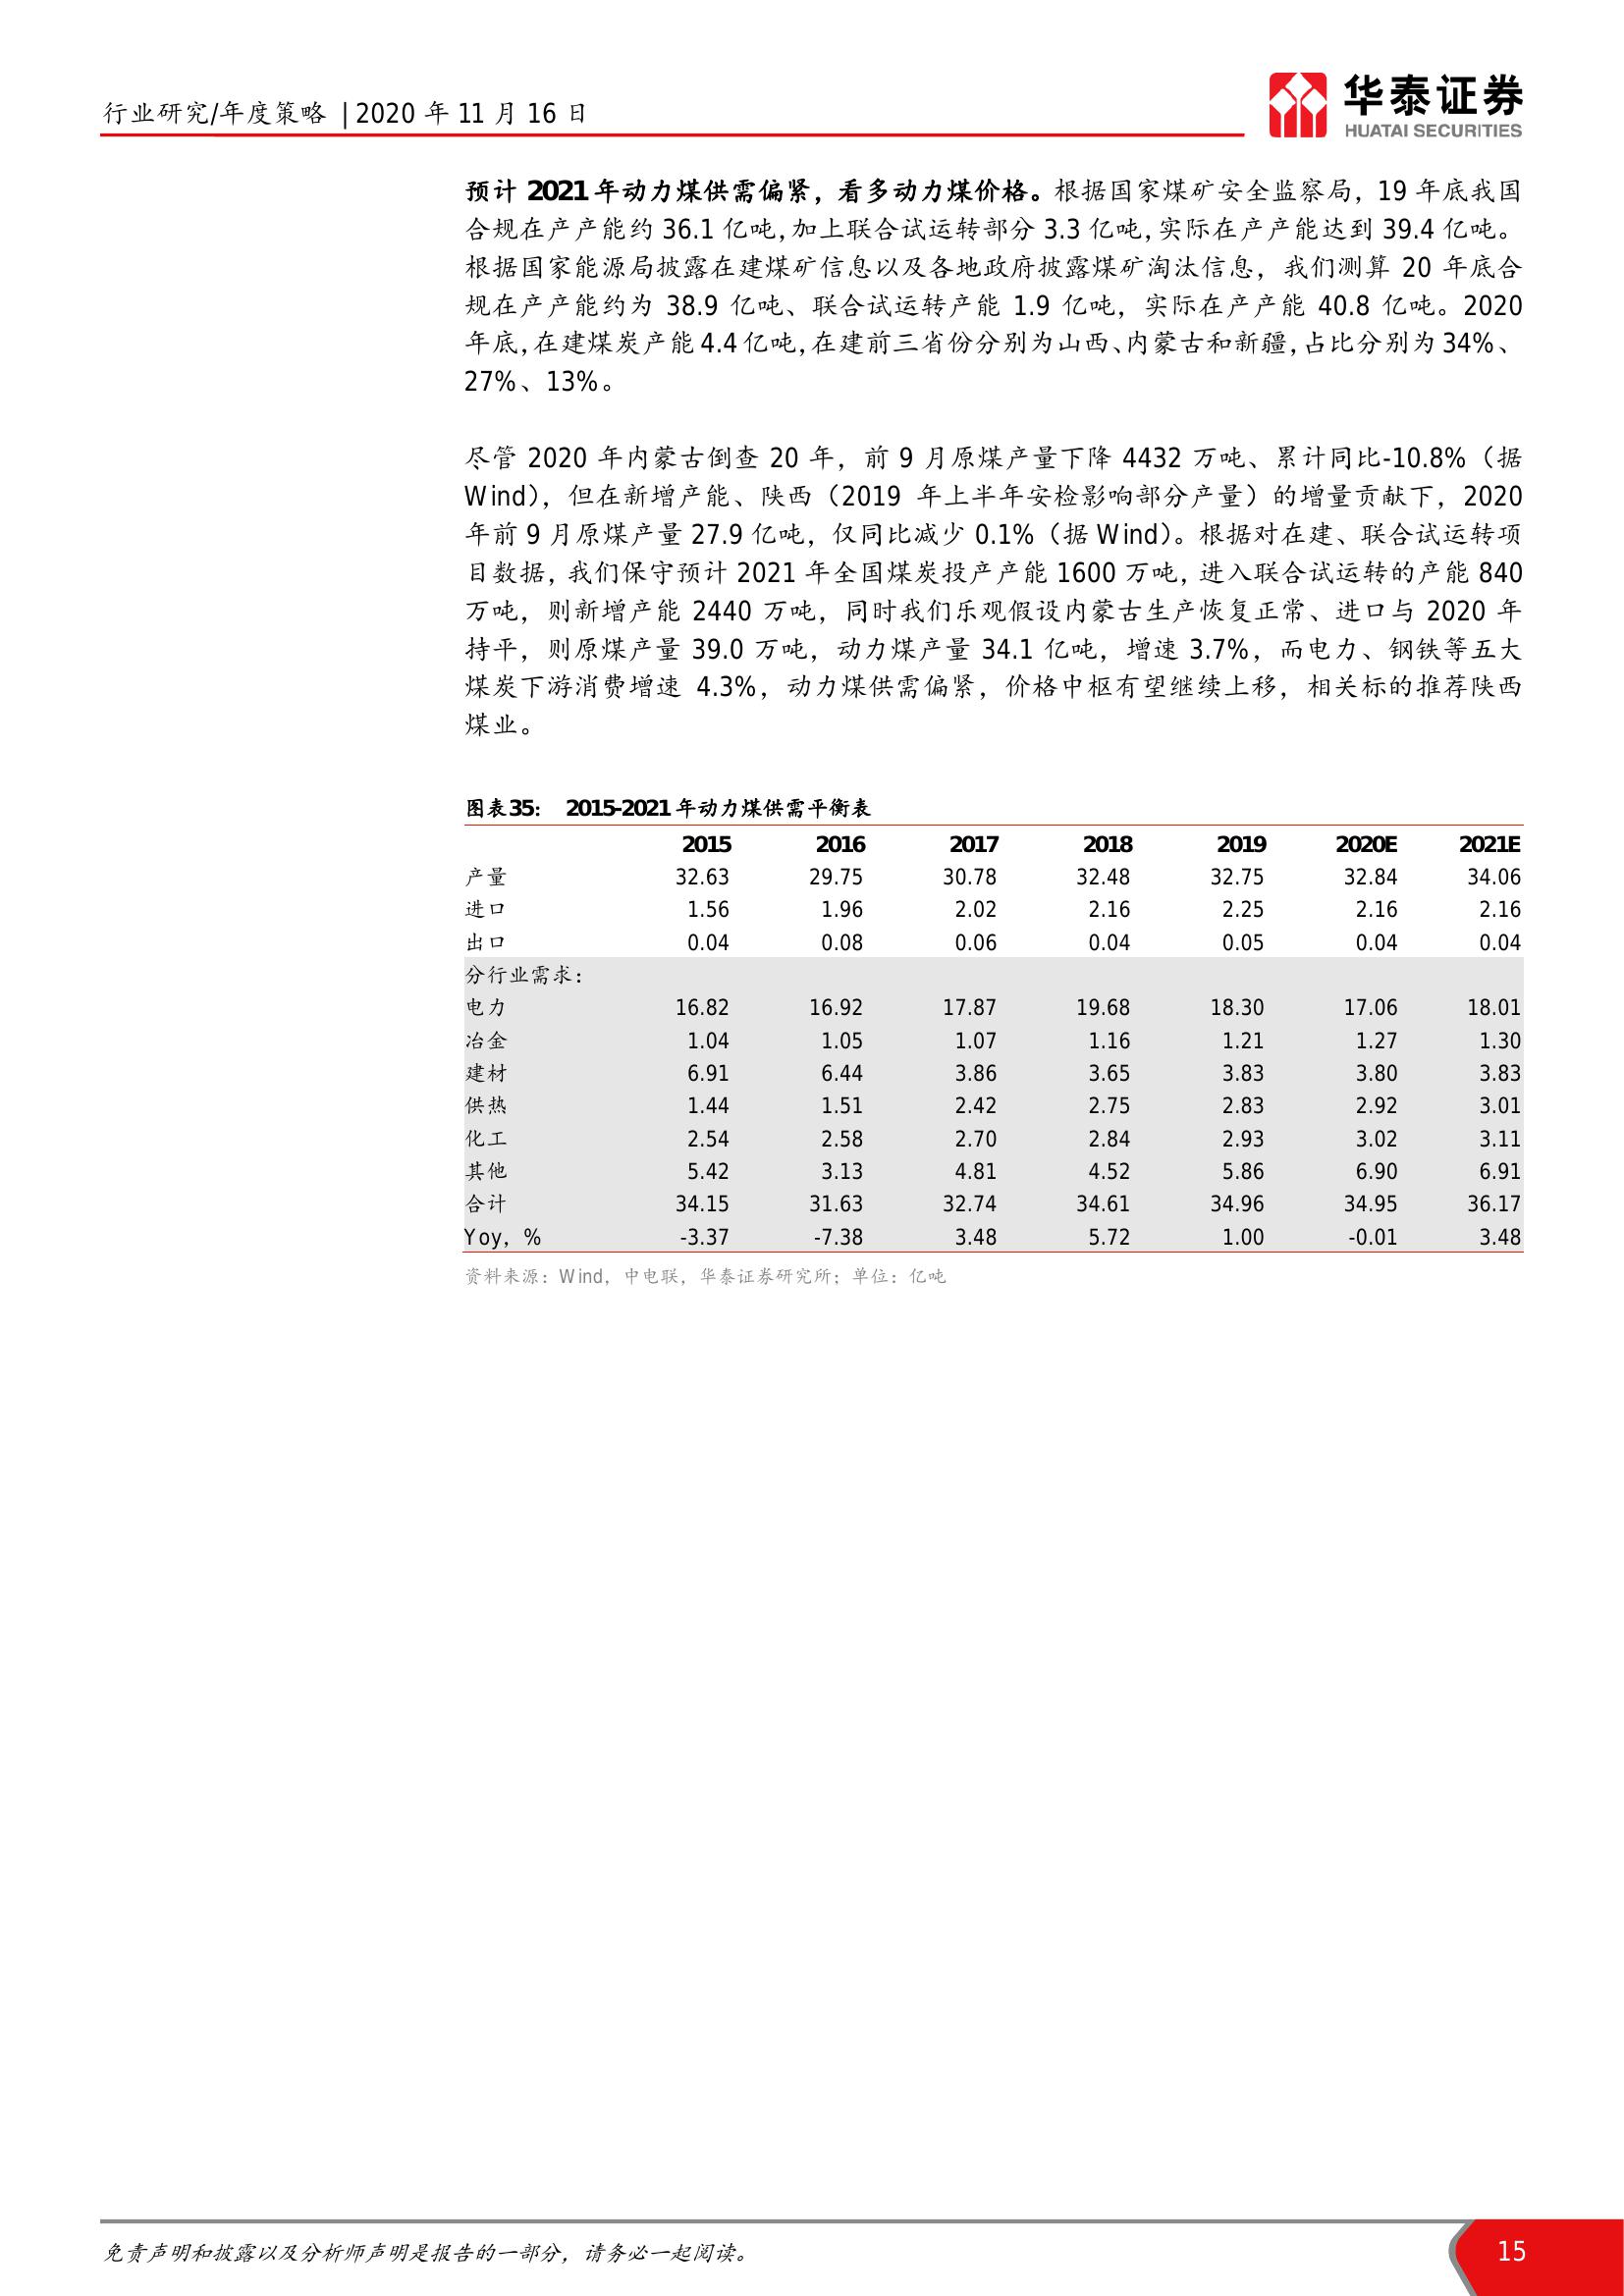 行业研究/年度策略 | 2020 年 11 月 16 日
华泰证券
HUATAI SECURITIES
预计 2021 年动力煤供需偏紧，看多动力煤价格。根据国家煤矿安全监察局，19 年底我国
合规在产产能约 36.1 亿吨，加上联合试运转部分 3.3 亿吨，实际在产产能达到 39.4 亿吨。
根据国家能源局披露在建煤矿信息以及各地政府披露煤矿淘汰信息，我们测算 20 年底合
规在产产能约为 38.9 亿吨、联合试运转产能 1.9 亿吨，实际在产产能 40.8 亿吨。2020
年底，在建煤炭产能 4.4 亿吨，在建前三省份分别为山西、内蒙古和新疆，占比分别为 34%、
27%、13%。
尽管 2020 年内蒙古倒查 20 年，前 9 月原煤产量下降 4432 万吨、累计同比-10.8%（据
Wind），但在新增产能、陕西（2019 年上半年安检影响部分产量）的增量贡献下，2020
年前 9 月原煤产量 27.9 亿吨，仅同比减少 0.1%（据 Wind）。根据对在建、联合试运转项
目数据，我们保守预计 2021 年全国煤炭投产产能 1600 万吨，进入联合试运转的产能 840
万吨，则新增产能 2440 万吨，同时我们乐观假设内蒙古生产恢复正常、进口与 2020 年
持平，则原煤产量 39.0 万吨，动力煤产量 34.1 亿吨，增速 3.7%，而电力、钢铁等五大
煤炭下游消费增速 4.3%，动力煤供需偏紧，价格中枢有望继续上移，相关标的推荐陕西
煤业。
图表35： 2015-2021 年动力煤供需平衡表
2015 2016 2017 2018 2019 2020E 2021E
产量 32.63 29.75 30.78 32.48 32.75 32.84 34.06
进口 1.56 1.96 2.02 2.16 2.25 2.16 2.16
出口 0.04 0.08 0.06 0.04 0.05 0.04 0.04
分行业需求：
电力 16.82 16.92 17.87 19.68 18.30 17.06 18.01
冶金 1.04 1.05 1.07 1.16 1.21 1.27 1.30
建材 6.91 6.44 3.86 3.65 3.83 3.80 3.83
供热 1.44 1.51 2.42 2.75 2.83 2.92 3.01
化工 2.54 2.58 2.70 2.84 2.93 3.02 3.11
其他 5.42 3.13 4.81 4.52 5.86 6.90 6.91
合计 34.15 31.63 32.74 34.61 34.96 34.95 36.17
Yoy，% -3.37 -7.38 3.48 5.72 1.00 -0.01 3.48
资料来源：Wind，中电联，华泰证券研究所；单位：亿吨
免责声明和披露以及分析师声明是报告的一部分，请务必一起阅读。
15